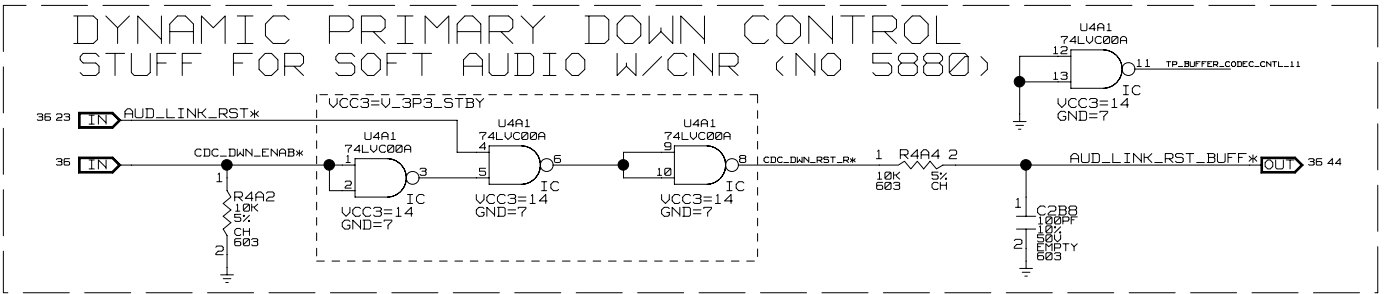 DYNAMIC PRIMARY DOWN CONTROL
STUFF FOR SOFT AUDIO W/CNR (NO 5880)
U4A1
74LVC00A
12
13
11
TP_BUFFER_CODEC_CNTL_11
IC
VCC3=14
GND=7
VCC3=V_3P3_STBY
36 23
IN
AUD_LINK_RST*
36
IN
CDC_DWN_ENAB*
U4A1
74LVC00A
1
2
3
IC
VCC3=14
GND=7
U4A1
74LVC00A
4
5
6
IC
VCC3=14
GND=7
U4A1
74LVC00A
9
10
8
IC
VCC3=14
GND=7
CDC_DWN_RST_R*
1
R4A4
2
10K
603
5%
CH
AUD_LINK_RST_BUFF*
OUT
36 44
1
R4A2
10K
5%
CH
603
2
1
C2B8
100PF
10%
50V
EMPTY
603
2